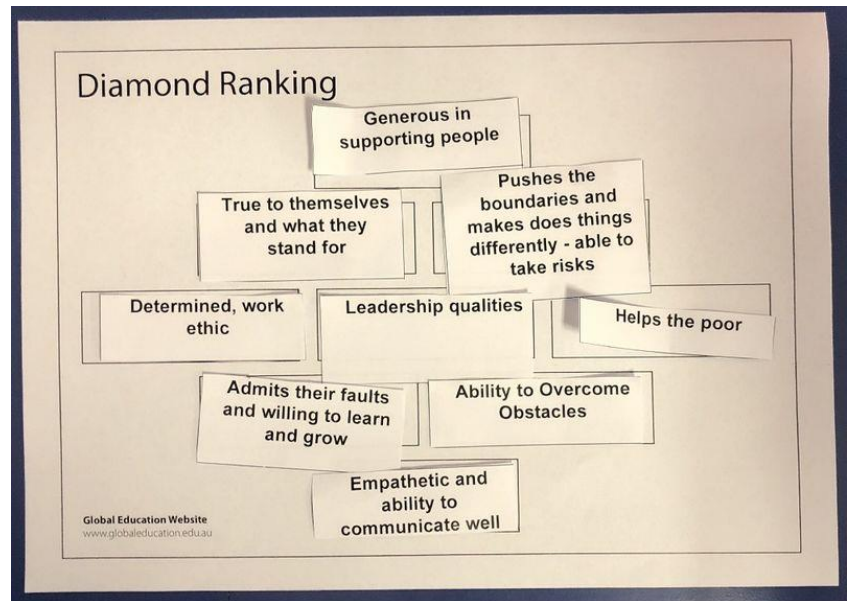 Diamond Ranking
Generous in
supporting people
True to themselves
and what they
stand for
Pushes the
boundaries and
makes does things
differently - able to
take risks
Determined, work
ethic
Leadership qualities
Helps the poor
Admits their faults
and willing to learn
and grow
Ability to Overcome
Obstacles
Empathetic and
ability to
communicate well
Global Education Website
www.globaleducation.edu.au